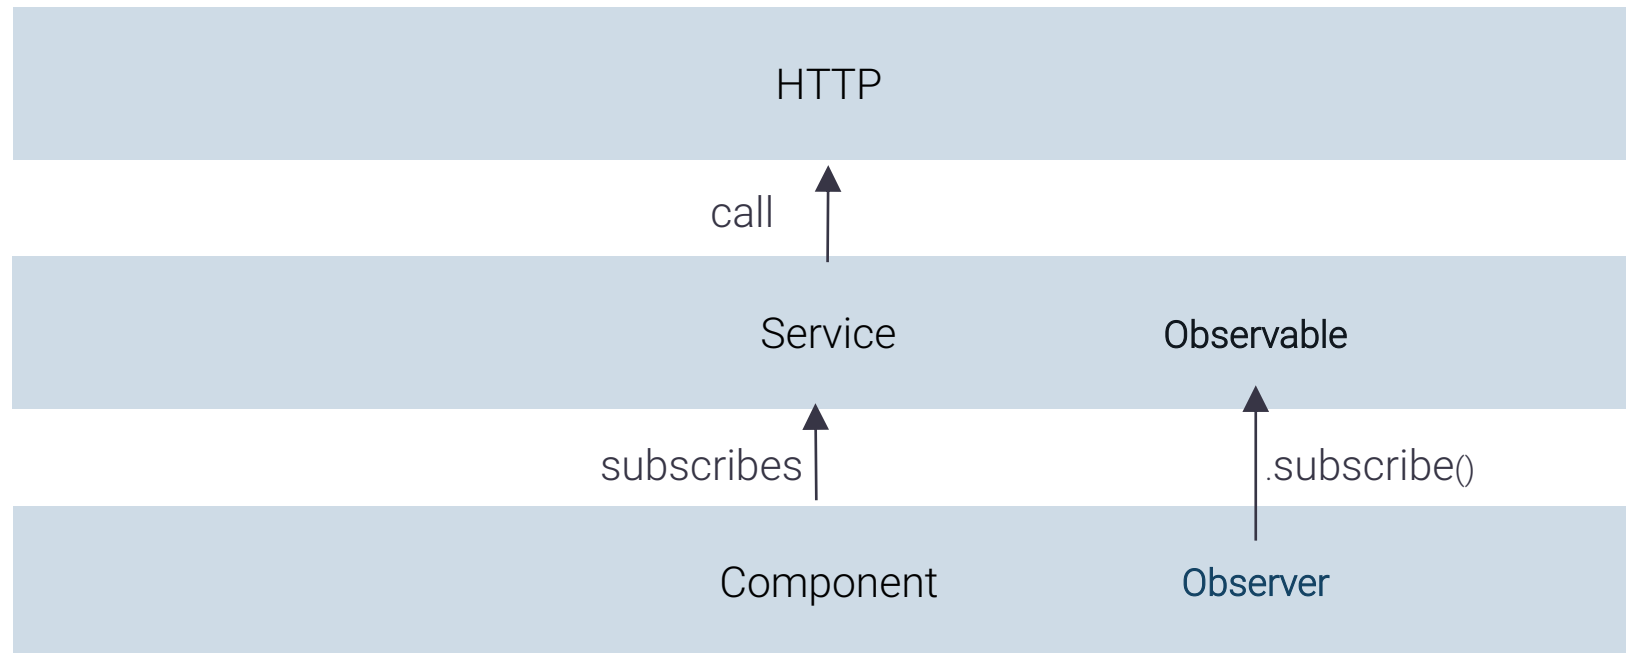 HTTP
call
Service Observable
subscribes .subscribe()
Component Observer